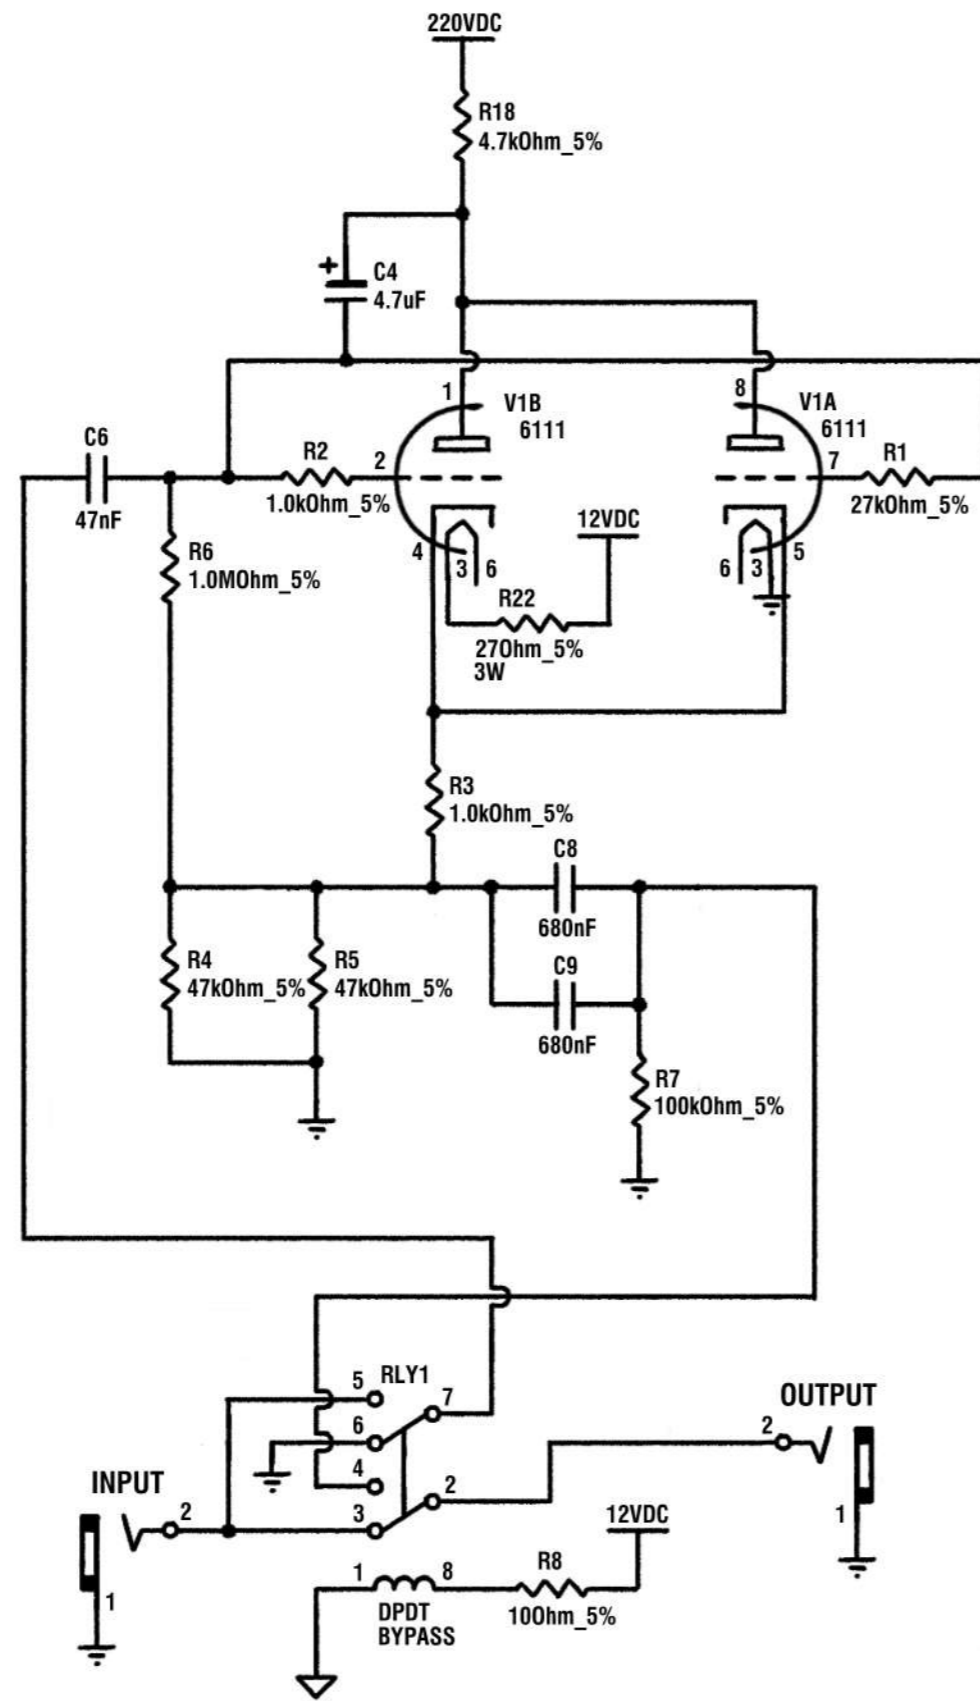 220VDC
R18
4.7kOhm_5%
+
C4
4.7uF
1
V1B
6111
8
V1A
6111
C6
47nF
R2
1.0kOhm_5%
2
7
R1
27kOhm_5%
R6
1.0MOhm_5%
4
3
6
12VDC
6
3
5
R22
27Ohm_5%
3W
R3
1.0kOhm_5%
C8
680nF
R4
47kOhm_5%
R5
47kOhm_5%
C9
680nF
R7
100kOhm_5%
5
RLY1
7
6
4
3
2
INPUT
2
1
OUTPUT
2
1
12VDC
1
8
R8
10Ohm_5%
DPDT
BYPASS